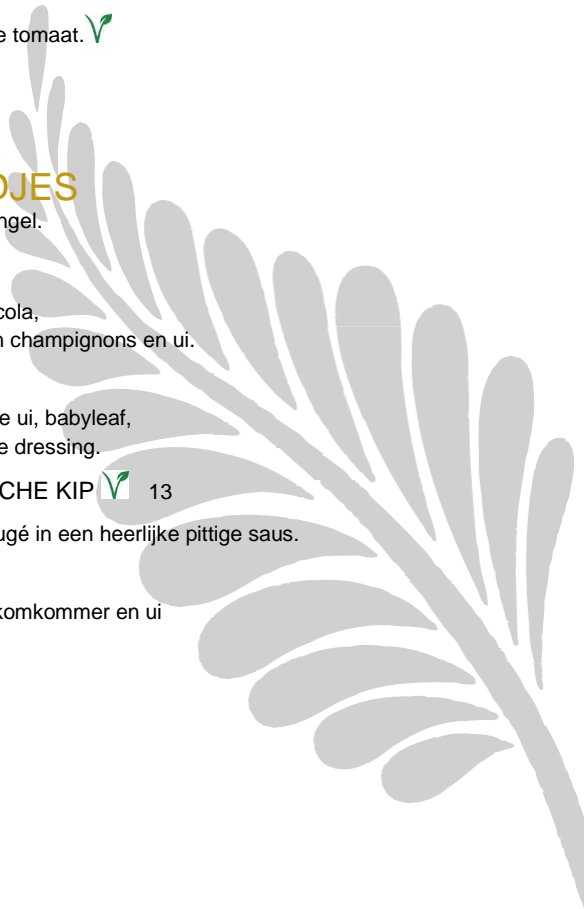 e tomaat.
DJES
ngel.
cola,
n champignons en ui.
e ui, babyleaf,
e dressing.
CHE KIP 13
ugé in een heerlijke pittige saus.
komkommer en ui